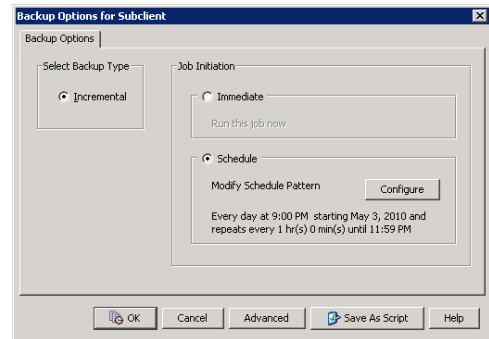 Backup Options for Subclient
Backup Options
Select Backup Type
Incremental
Job Initiation
Immediate
Run this job now
Schedule
Modify Schedule Pattern
Configure
Every day at 9:00 PM starting May 3, 2010 and
repeats every 1 hr(s) 0 min(s) until 11:59 PM
OK
Cancel
Advanced
Save As Script
Help